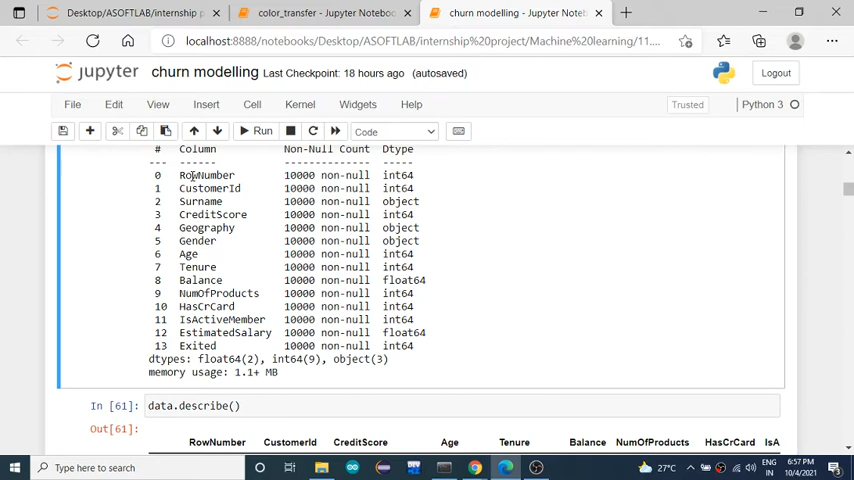 Desktop/ASOFTLAB/internship p
color_transfer - Jupyter Noteboo
churn modelling - Jupyter Noteb
localhost:8888/notebooks/Desktop/ASOFTLAB/internship%20project/Machine%20learning/11....
jupyter churn modelling Last Checkpoint: 18 hours ago (autosaved)
Logout
File Edit View Insert Cell Kernel Widgets Help
Trusted
Python 3
Run
Code
# Column Non-Null Count Dtype
--- ------ -------------- -----
0 RowNumber 10000 non-null int64
1 CustomerId 10000 non-null int64
2 Surname 10000 non-null object
3 CreditScore 10000 non-null int64
4 Geography 10000 non-null object
5 Gender 10000 non-null object
6 Age 10000 non-null int64
7 Tenure 10000 non-null int64
8 Balance 10000 non-null float64
9 NumOfProducts 10000 non-null int64
10 HasCrCard 10000 non-null int64
11 IsActiveMember 10000 non-null int64
12 EstimatedSalary 10000 non-null float64
13 Exited 10000 non-null int64
dtypes: float64(2), int64(9), object(3)
memory usage: 1.1+ MB
In [61]: data.describe()
Out[61]:
RowNumber CustomerId CreditScore Age Tenure Balance NumOfProducts HasCrCard IsA
Type here to search
27°C
ENG
IN
6:57 PM
10/4/2021
3